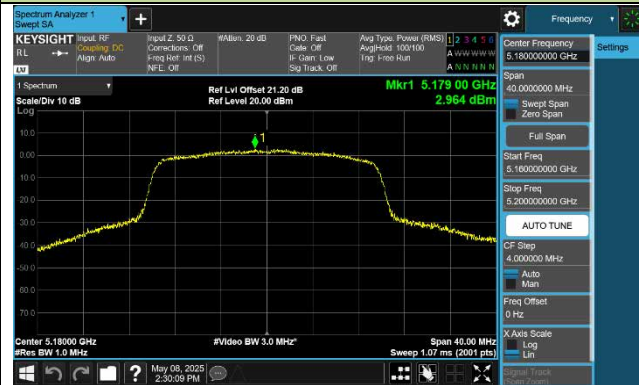 Spectrum Analyzer 1
Swept SA
Frequency
KEYSIGHT
RL
Input: RF
Coupling: DC
Align: Auto
Input Z: 50 Ω
Corrections: Off
Freq Ref: Int (S)
NFE: Off
#Atten: 20 dB
PNO: Fast
Gate: Off
IF Gain: Low
Sig Track: Off
Avg Type: Power (RMS)
Avg|Hold: 100/100
Trig: Free Run
1 2 3 4 5 6
A W W W W W
A N N N N N
LXI
1 Spectrum
Scale/Div 10 dB
Log
Ref Lvl Offset 21.20 dB
Ref Level 20.00 dBm
Mkr1 5.179 00 GHz
2.964 dBm
10.0
0.00
-10.0
-20.0
-30.0
-40.0
-50.0
-60.0
-70.0
1
Center 5.18000 GHz
#Res BW 1.0 MHz
#Video BW 3.0 MHz*
Span 40.00 MHz
Sweep 1.07 ms (2001 pts)
May 08, 2025
2:30:09 PM
?
Settings
Center Frequency
5.180000000 GHz
Span
40.0000000 MHz
Swept Span
Zero Span
Full Span
Start Freq
5.160000000 GHz
Stop Freq
5.200000000 GHz
AUTO TUNE
CF Step
4.000000 MHz
Auto
Man
Freq Offset
0 Hz
X Axis Scale
Log
Lin
Signal Track
(Span Zoom)